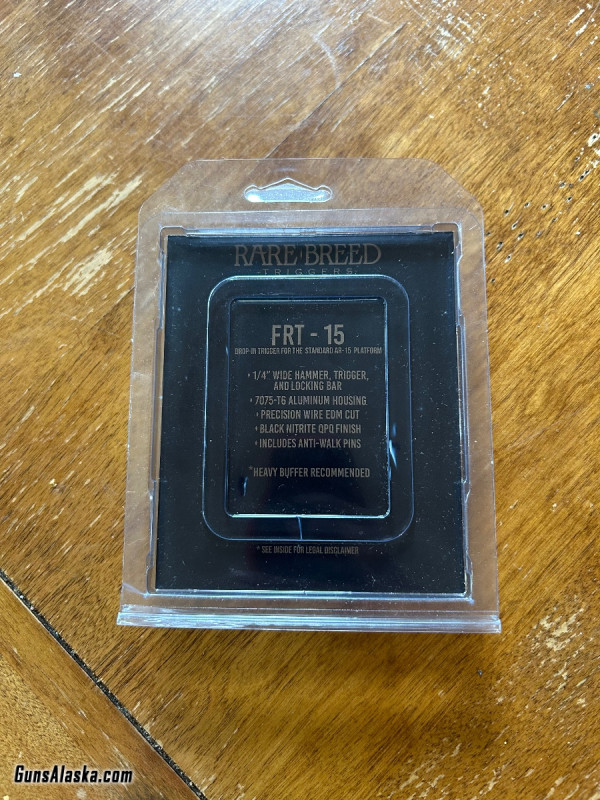 RARE BREED
-TRIGGERS-
FRT - 15
DROP-IN TRIGGER FOR THE STANDARD AR-15 PLATFORM
• 1/4" WIDE HAMMER, TRIGGER,
AND LOCKING BAR
• 7075-T6 ALUMINUM HOUSING
• PRECISION WIRE EDM CUT
• BLACK NITRITE QPQ FINISH
• INCLUDES ANTI-WALK PINS
*HEAVY BUFFER RECOMMENDED
* SEE INSIDE FOR LEGAL DISCLAIMER
GunsAlaska.com